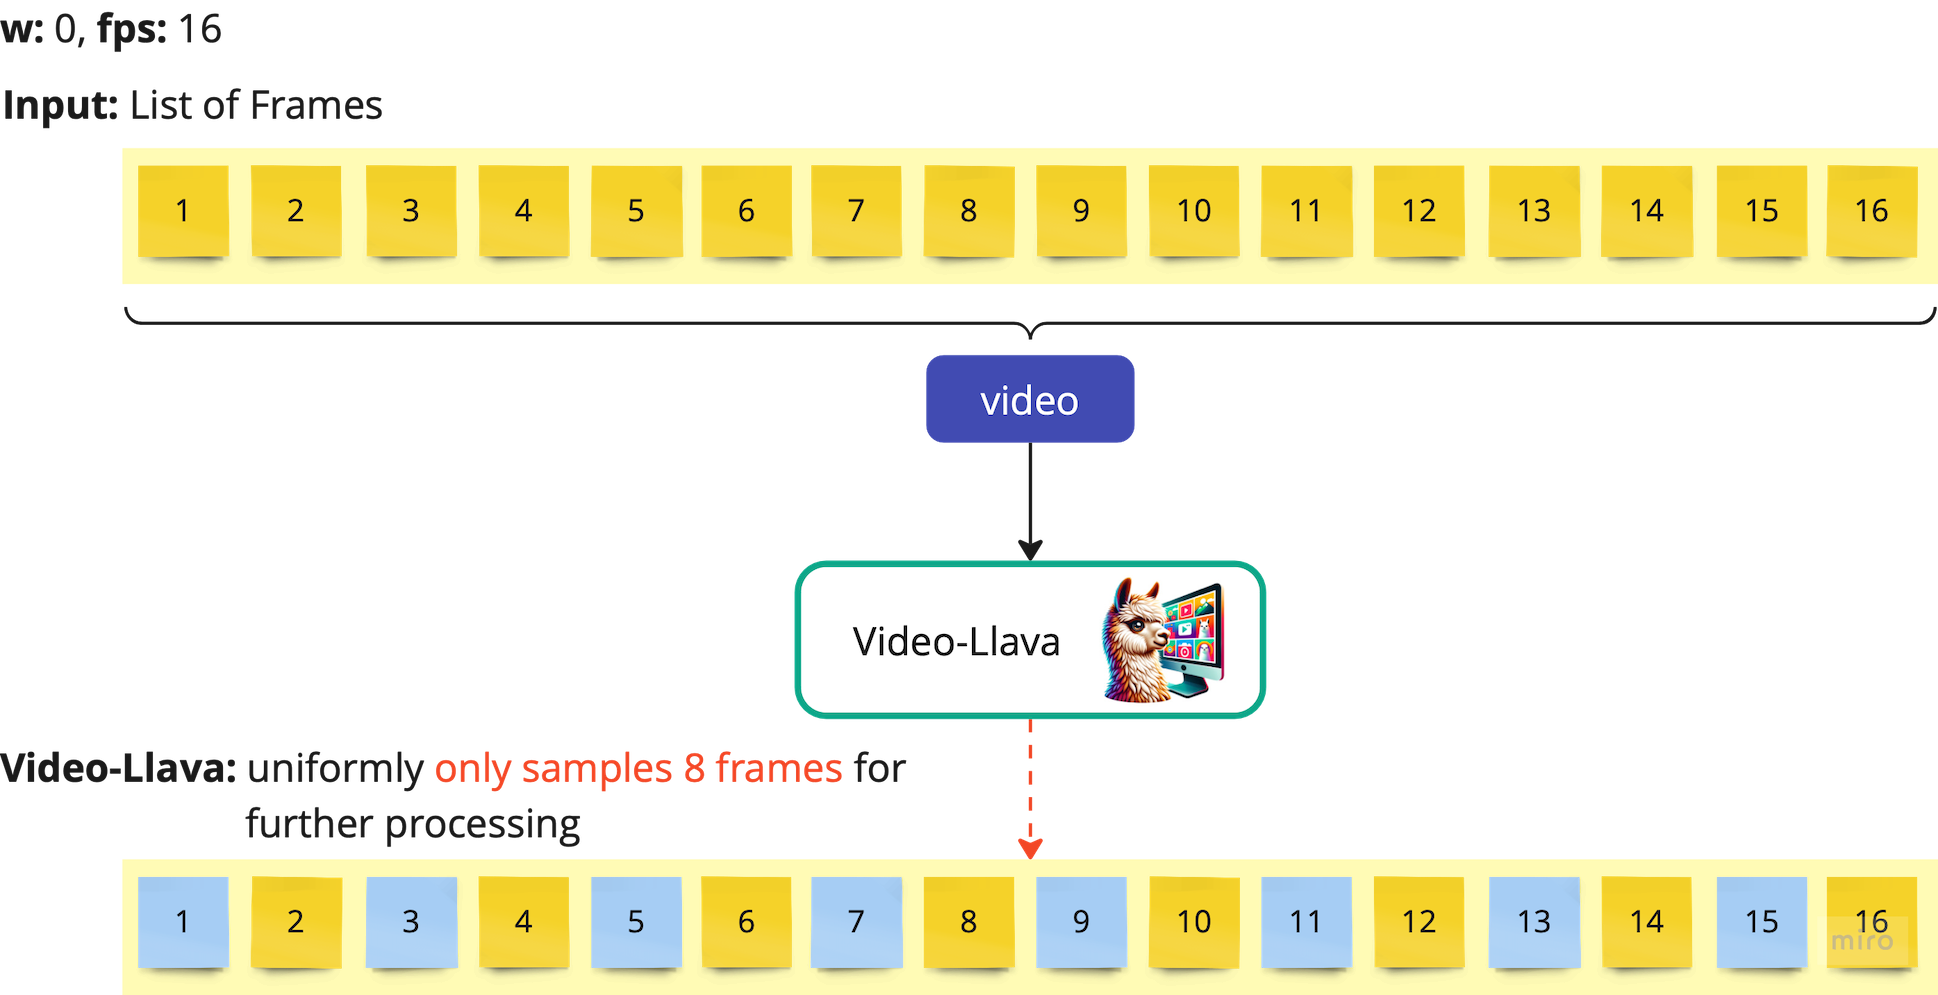 w: 0, fps: 16
Input: List of Frames
1 2 3 4 5 6 7 8 9 10 11 12 13 14 15 16
video
Video-Llava
Video-Llava: uniformly only samples 8 frames for
further processing
1 2 3 4 5 6 7 8 9 10 11 12 13 14 15 16
miro